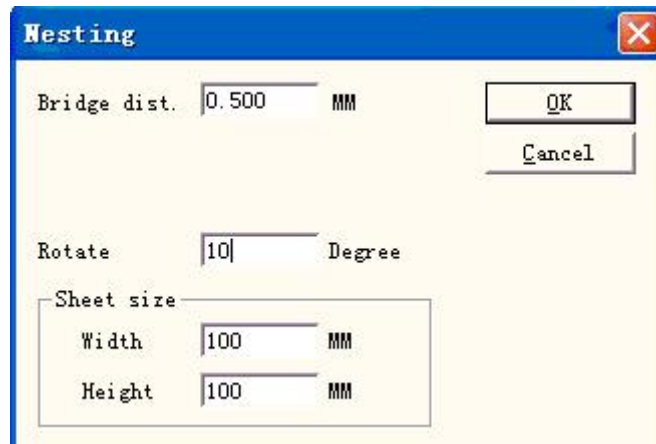 Nesting
Bridge dist. 0.500 MM OK
Cancel
Rotate 10 Degree
Sheet size
Width 100 MM
Height 100 MM